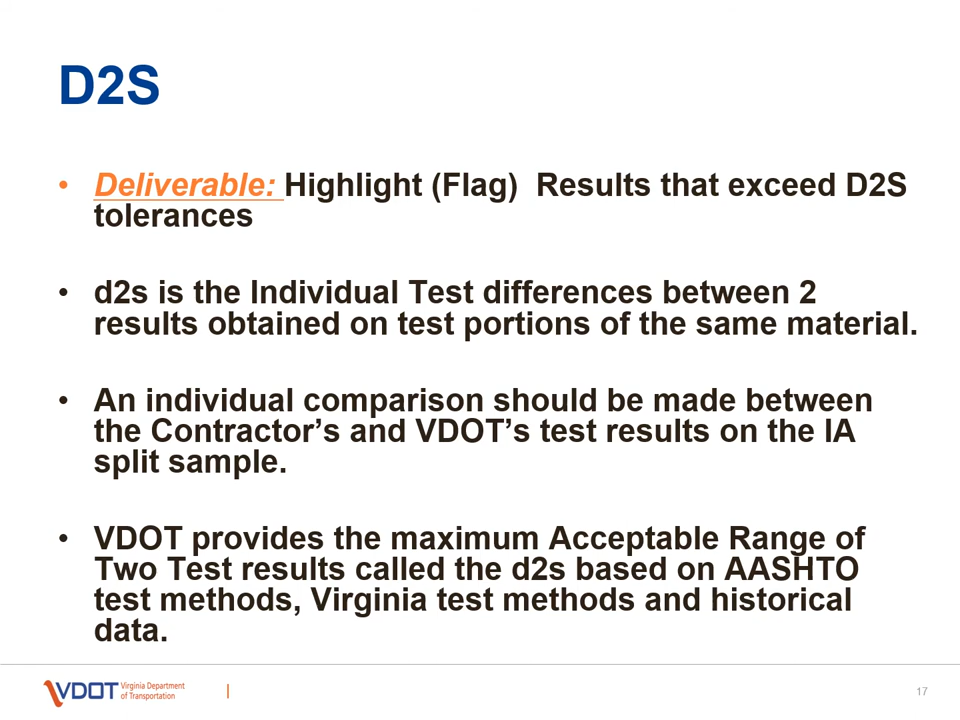 D2S
• Deliverable: Highlight (Flag)  Results that exceed D2S
tolerances
• d2s is the Individual Test differences between 2
results obtained on test portions of the same material.
• An individual comparison should be made between
the Contractor’s and VDOT’s test results on the IA
split sample.
• VDOT provides the maximum Acceptable Range of
Two Test results called the d2s based on AASHTO
test methods, Virginia test methods and historical
data.
VDOT Virginia Department
of Transportation
17